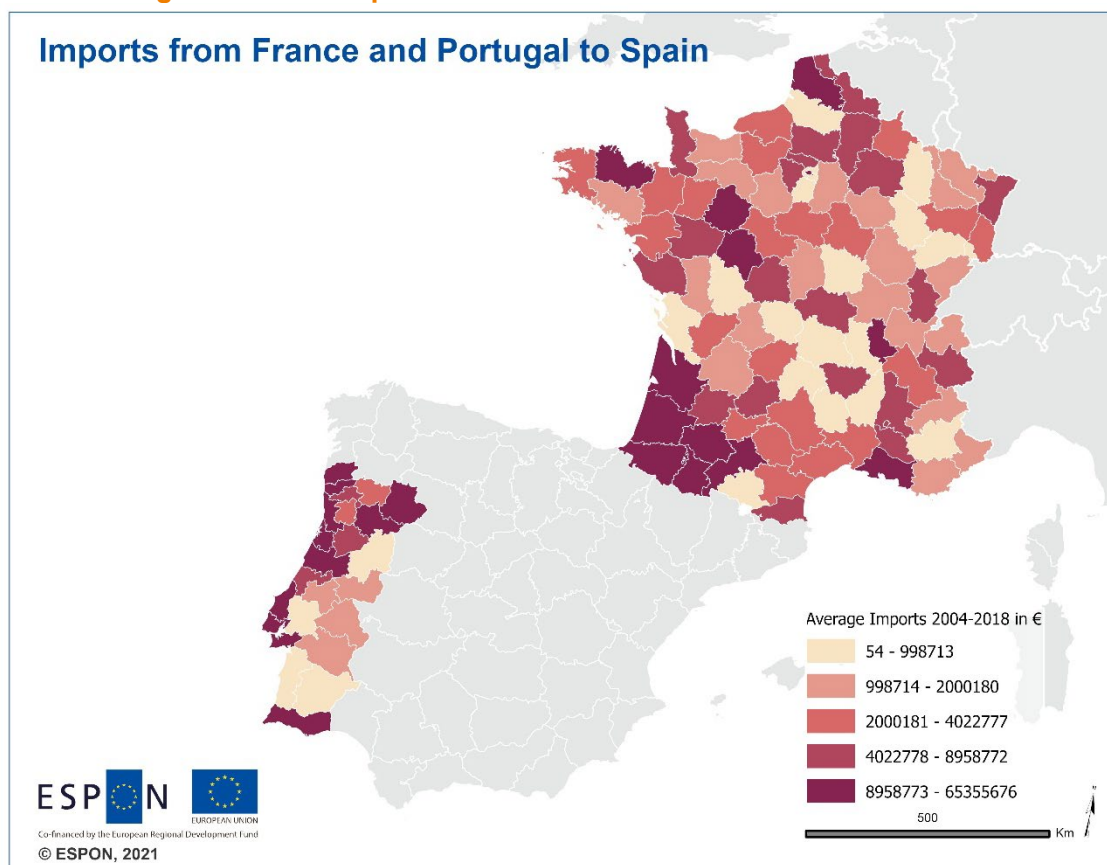 Imports from France and Portugal to Spain
Average Imports 2004-2018 in €
54 - 998713
998714 - 2000180
2000181 - 4022777
4022778 - 8958772
8958773 - 65355676
500
Km
ESPON
EUROPEAN UNION
Co-financed by the European Regional Development Fund
© ESPON, 2021